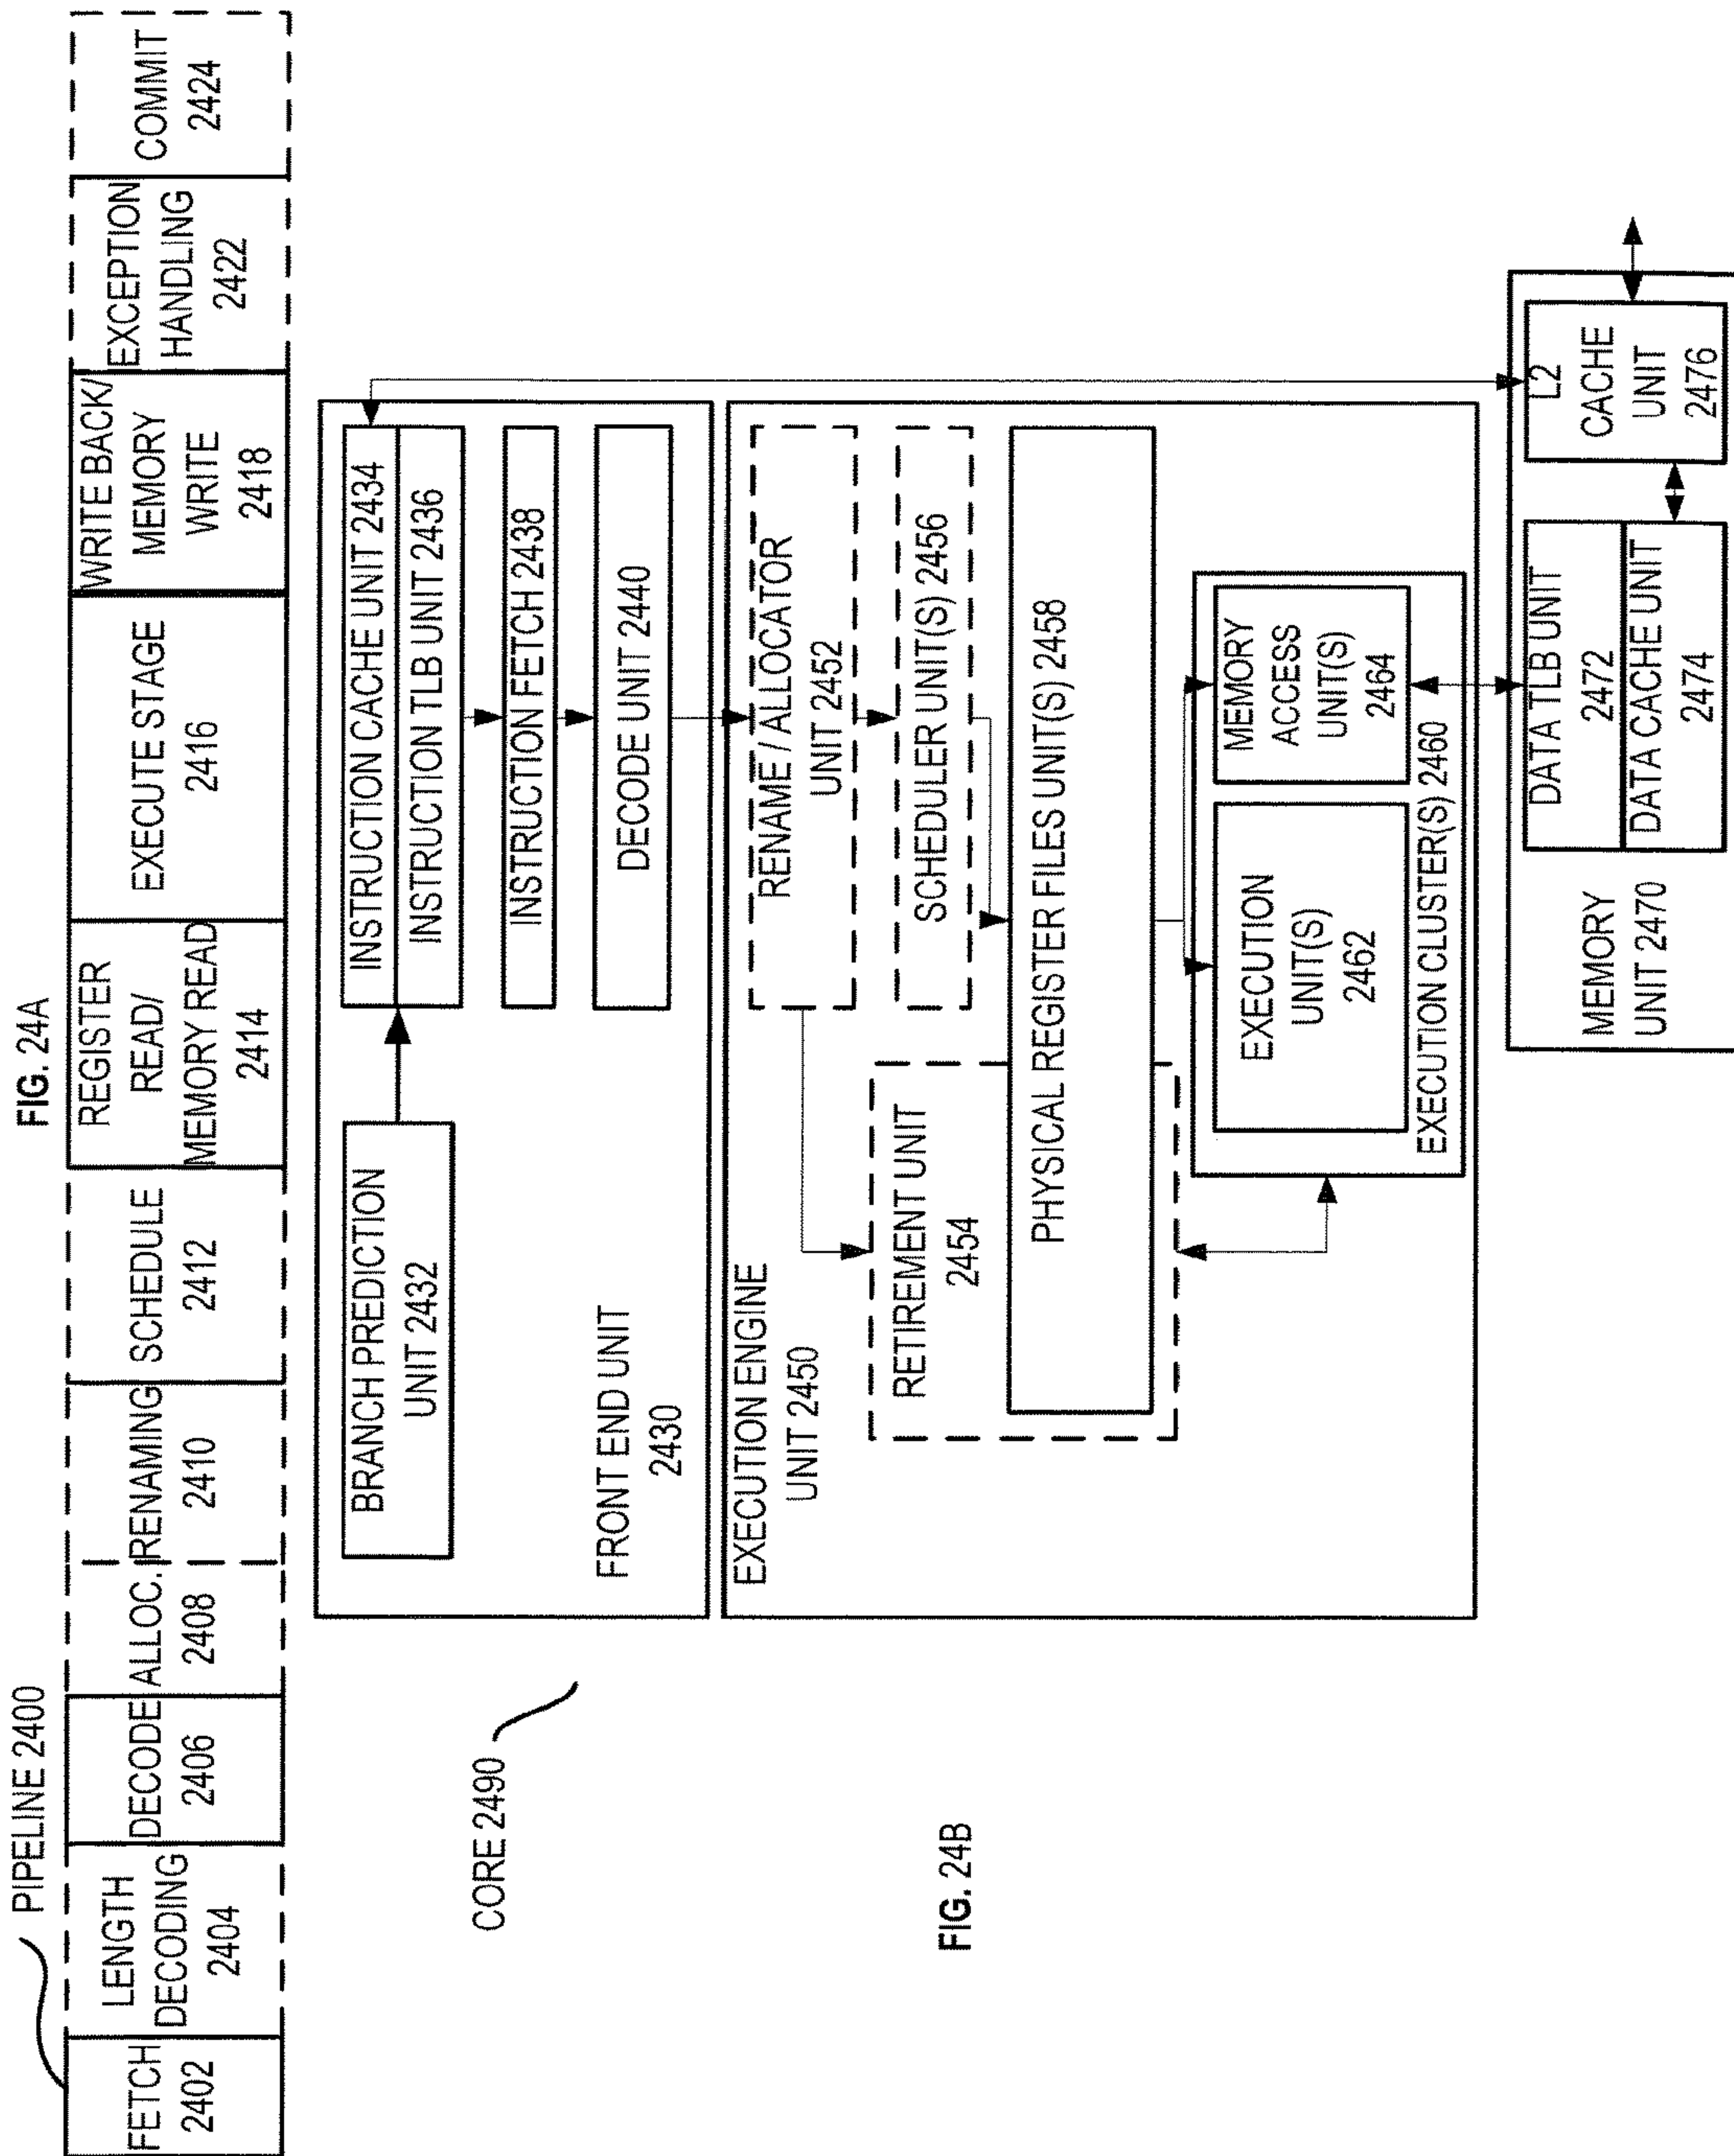 FIG. 24A
PIPELINE 2400
FETCH
2402
LENGTH
DECODING
2404
DECODE
2406
ALLOC.
2408
RENAMING
2410
SCHEDULE
2412
REGISTER
READ/
MEMORY READ
2414
EXECUTE STAGE
2416
WRITE BACK/
MEMORY
WRITE
2418
EXCEPTION
HANDLING
2422
COMMIT
2424
CORE 2490
FIG. 24B
BRANCH PREDICTION
UNIT 2432
INSTRUCTION CACHE UNIT 2434
INSTRUCTION TLB UNIT 2436
INSTRUCTION FETCH 2438
DECODE UNIT 2440
FRONT END UNIT
2430
EXECUTION ENGINE
UNIT 2450
RENAME / ALLOCATOR
UNIT 2452
SCHEDULER UNIT(S) 2456
RETIREMENT UNIT
2454
PHYSICAL REGISTER FILES UNIT(S) 2458
EXECUTION
UNIT(S)
2462
MEMORY
ACCESS
UNIT(S)
2464
EXECUTION CLUSTER(S) 2460
MEMORY
UNIT 2470
DATA TLB UNIT
2472
DATA CACHE UNIT
2474
L2
CACHE
UNIT
2476